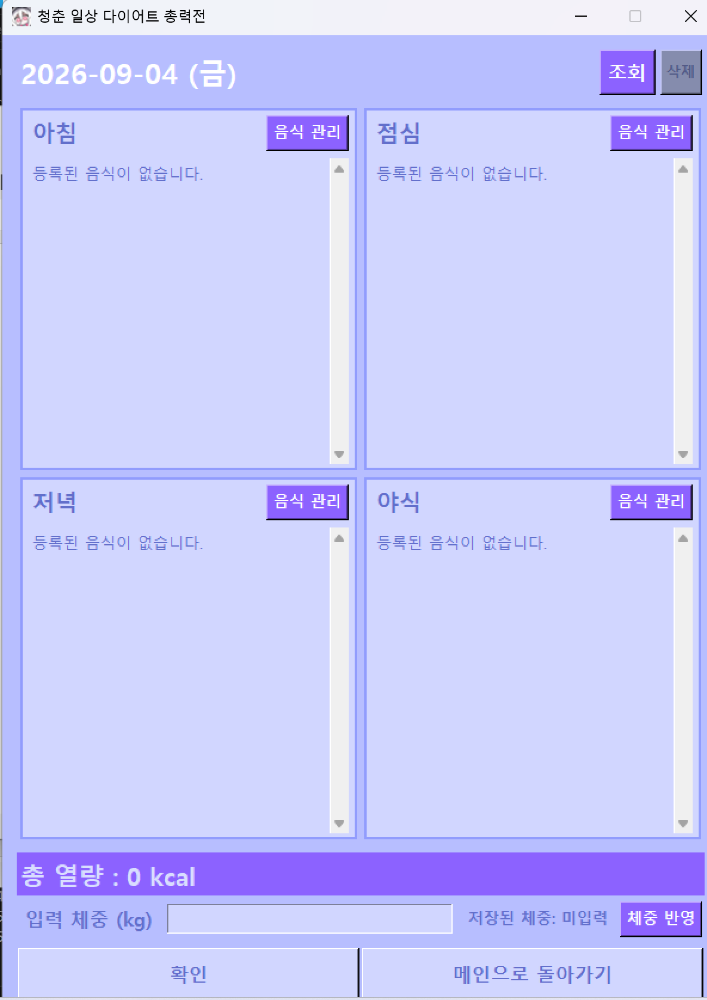 청춘 일상 다이어트 총력전
2026-09-04 (금)
조회
삭제
아침
음식 관리
등록된 음식이 없습니다.
점심
음식 관리
등록된 음식이 없습니다.
저녁
음식 관리
등록된 음식이 없습니다.
야식
음식 관리
등록된 음식이 없습니다.
총 열량 : 0 kcal
입력 체중 (kg)
저장된 체중: 미입력
체중 반영
확인
메인으로 돌아가기